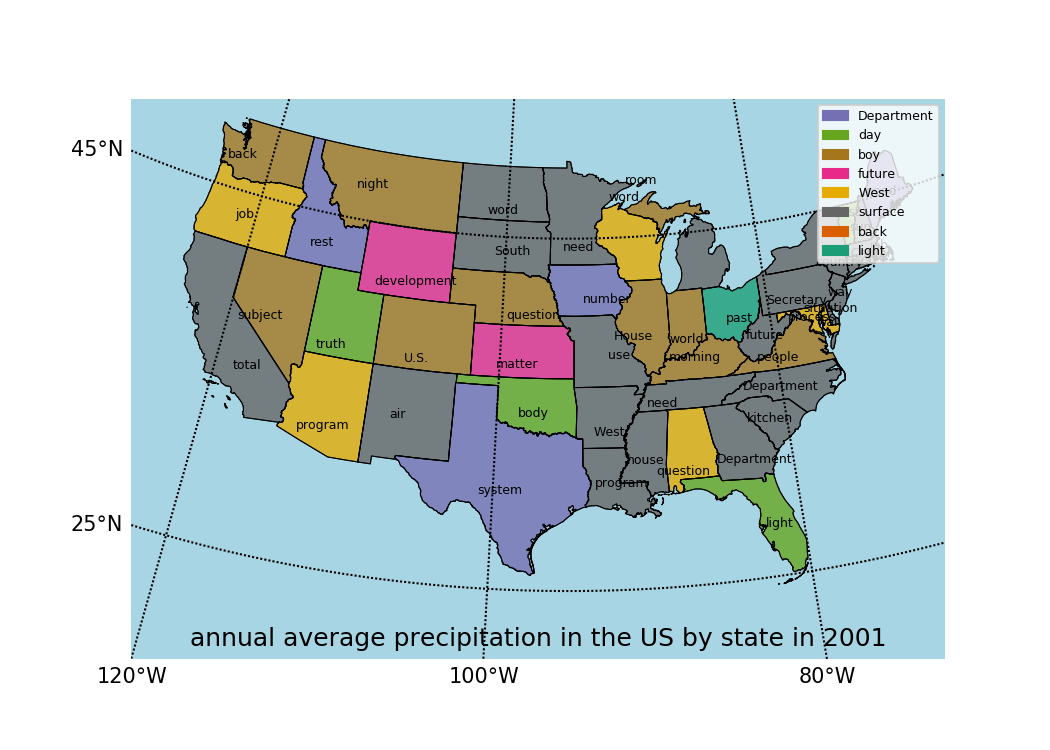 Department
day
boy
future
West
surface
back
light
45°N
25°N
120°W
100°W
80°W
back
night
room
word
word
job
rest
South
need
development
number
way
Secretary
situation
subject
question
past
House
world
future
truth
use
morning
people
U.S.
total
matter
Department
need
air
body
kitchen
program
West
house
question
Department
system
program
light
annual average precipitation in the US by state in 2001